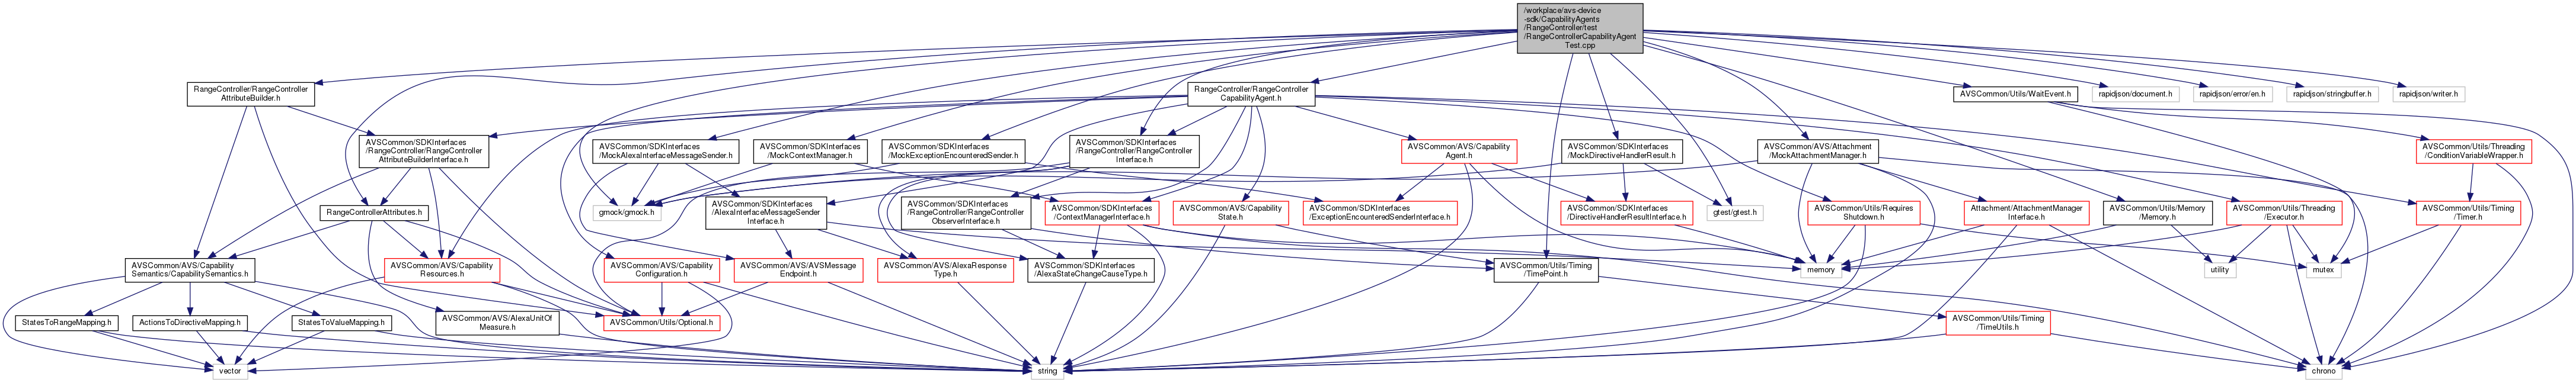 /workplace/avs-device
-sdk/CapabilityAgents
/RangeController/test
/RangeControllerCapabilityAgent
Test.cpp
RangeController/RangeController
AttributeBuilder.h
RangeController/RangeController
CapabilityAgent.h
AVSCommon/Utils/WaitEvent.h
rapidjson/document.h
rapidjson/error/en.h
rapidjson/stringbuffer.h
rapidjson/writer.h
AVSCommon/SDKInterfaces
/RangeController/RangeController
AttributeBuilderInterface.h
AVSCommon/SDKInterfaces
/MockAlexaInterfaceMessageSender.h
AVSCommon/SDKInterfaces
/MockContextManager.h
AVSCommon/SDKInterfaces
/MockExceptionEncounteredSender.h
AVSCommon/SDKInterfaces
/RangeController/RangeController
Interface.h
AVSCommon/AVS/Capability
Agent.h
AVSCommon/SDKInterfaces
/MockDirectiveHandlerResult.h
AVSCommon/AVS/Attachment
/MockAttachmentManager.h
AVSCommon/Utils/Threading
/ConditionVariableWrapper.h
RangeControllerAttributes.h
gmock/gmock.h
AVSCommon/SDKInterfaces
/AlexaInterfaceMessageSender
Interface.h
AVSCommon/SDKInterfaces
/RangeController/RangeController
ObserverInterface.h
AVSCommon/SDKInterfaces
/ContextManagerInterface.h
AVSCommon/AVS/Capability
State.h
AVSCommon/SDKInterfaces
/ExceptionEncounteredSenderInterface.h
AVSCommon/SDKInterfaces
/DirectiveHandlerResultInterface.h
gtest/gtest.h
AVSCommon/Utils/Requires
Shutdown.h
Attachment/AttachmentManager
Interface.h
AVSCommon/Utils/Memory
/Memory.h
AVSCommon/Utils/Threading
/Executor.h
AVSCommon/Utils/Timing
/Timer.h
AVSCommon/AVS/Capability
Semantics/CapabilitySemantics.h
AVSCommon/AVS/Capability
Resources.h
AVSCommon/AVS/Capability
Configuration.h
AVSCommon/AVS/AVSMessage
Endpoint.h
AVSCommon/AVS/AlexaResponse
Type.h
AVSCommon/SDKInterfaces
/AlexaStateChangeCauseType.h
AVSCommon/Utils/Timing
/TimePoint.h
memory
utility
mutex
StatesToRangeMapping.h
ActionsToDirectiveMapping.h
StatesToValueMapping.h
AVSCommon/AVS/AlexaUnitOf
Measure.h
AVSCommon/Utils/Optional.h
AVSCommon/Utils/Timing
/TimeUtils.h
vector
string
chrono